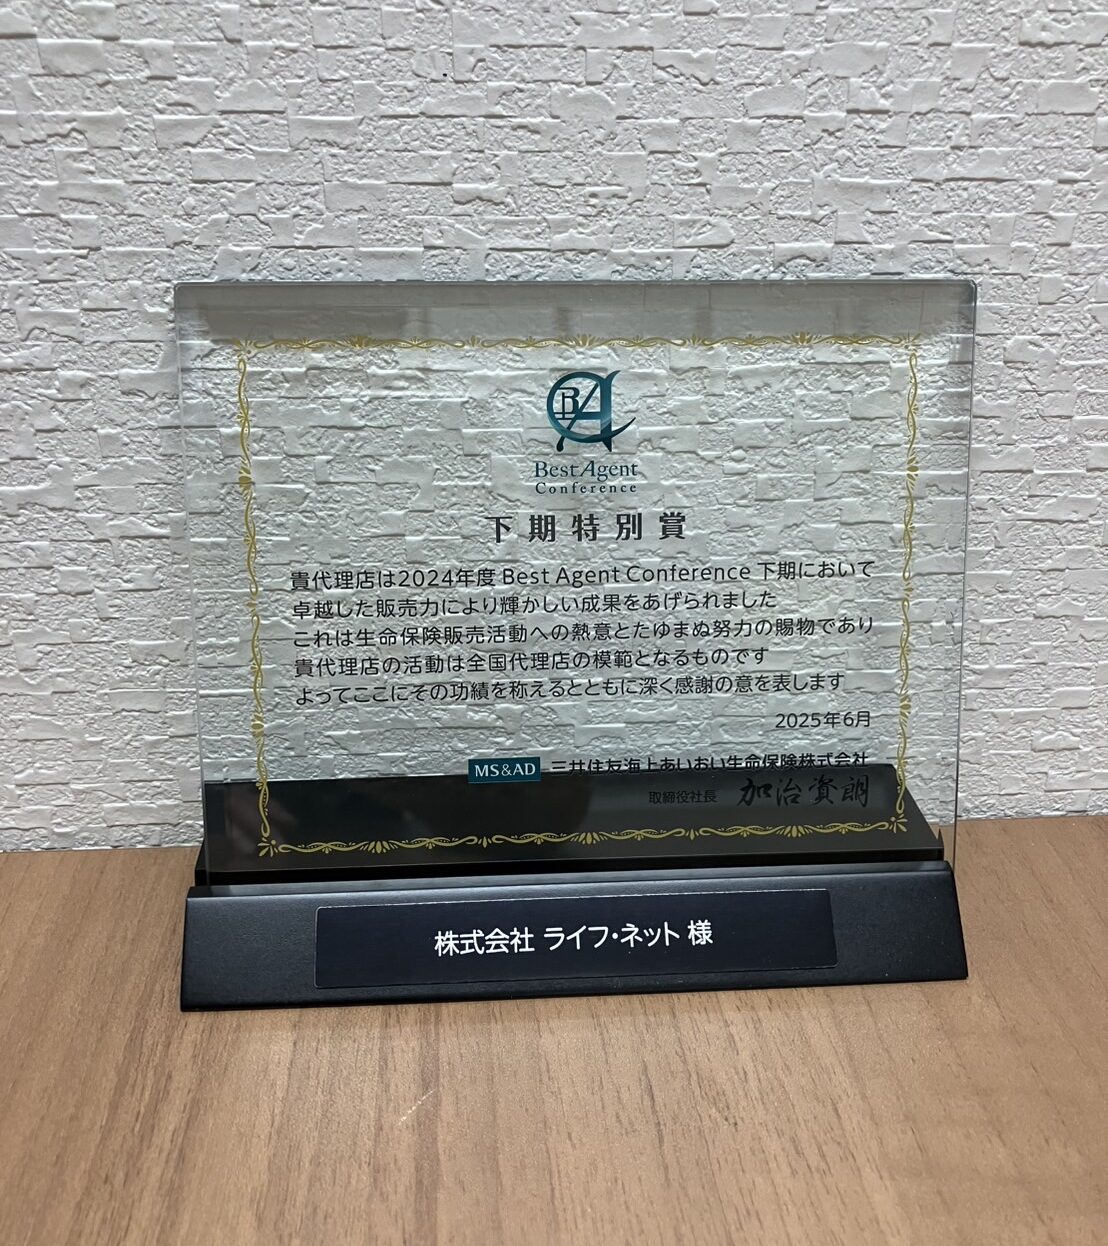 BA
Best Agent
Conference
下期特別賞
貴代理店は2024年度 Best Agent Conference 下期において
卓越した販売力により輝かしい成果をあげられました
これは生命保険販売活動への熱意とたゆまぬ努力の賜物であり
貴代理店の活動は全国代理店の模範となるものです
よってここにその功績を称えるとともに深く感謝の意を表します
2025年6月
MS&AD 三井住友海上あいおい生命保険株式会社
取締役社長 加治資朗
株式会社 ライフ・ネット 様